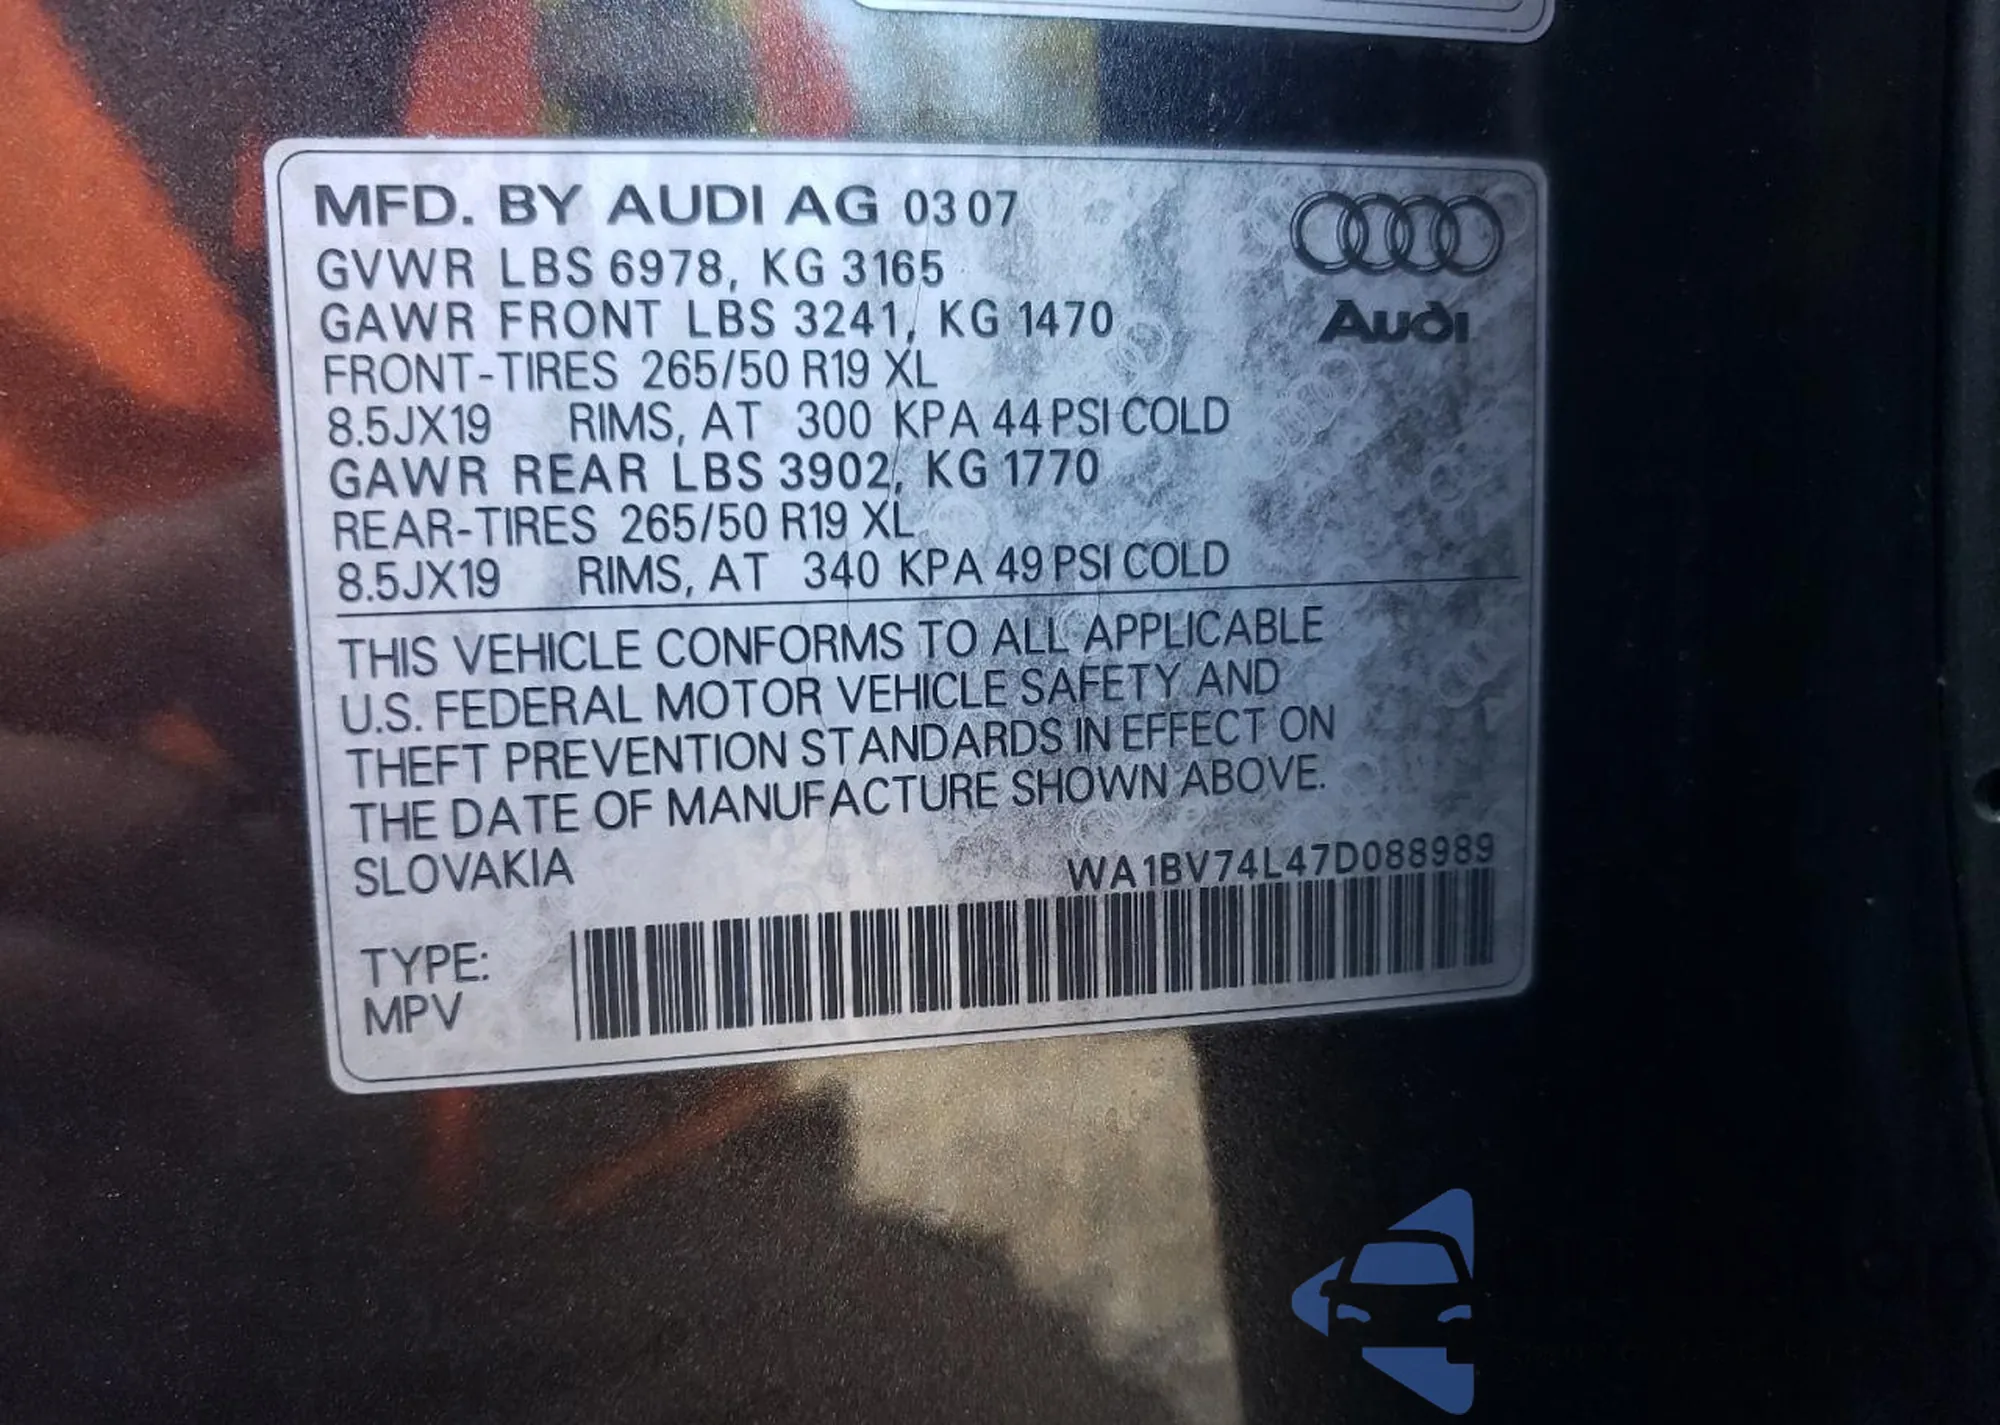 MFD. BY AUDI AG 03 07
GVWR LBS 6978, KG 3165
GAWR FRONT LBS 3241, KG 1470
FRONT-TIRES 265/50 R19 XL
8.5JX19 RIMS, AT 300 KPA 44 PSI COLD
GAWR REAR LBS 3902, KG 1770
REAR-TIRES 265/50 R19 XL
8.5JX19 RIMS, AT 340 KPA 49 PSI COLD
Audi
THIS VEHICLE CONFORMS TO ALL APPLICABLE
U.S. FEDERAL MOTOR VEHICLE SAFETY AND
THEFT PREVENTION STANDARDS IN EFFECT ON
THE DATE OF MANUFACTURE SHOWN ABOVE.
SLOVAKIA WA1BV74L47D088989
TYPE:
MPV